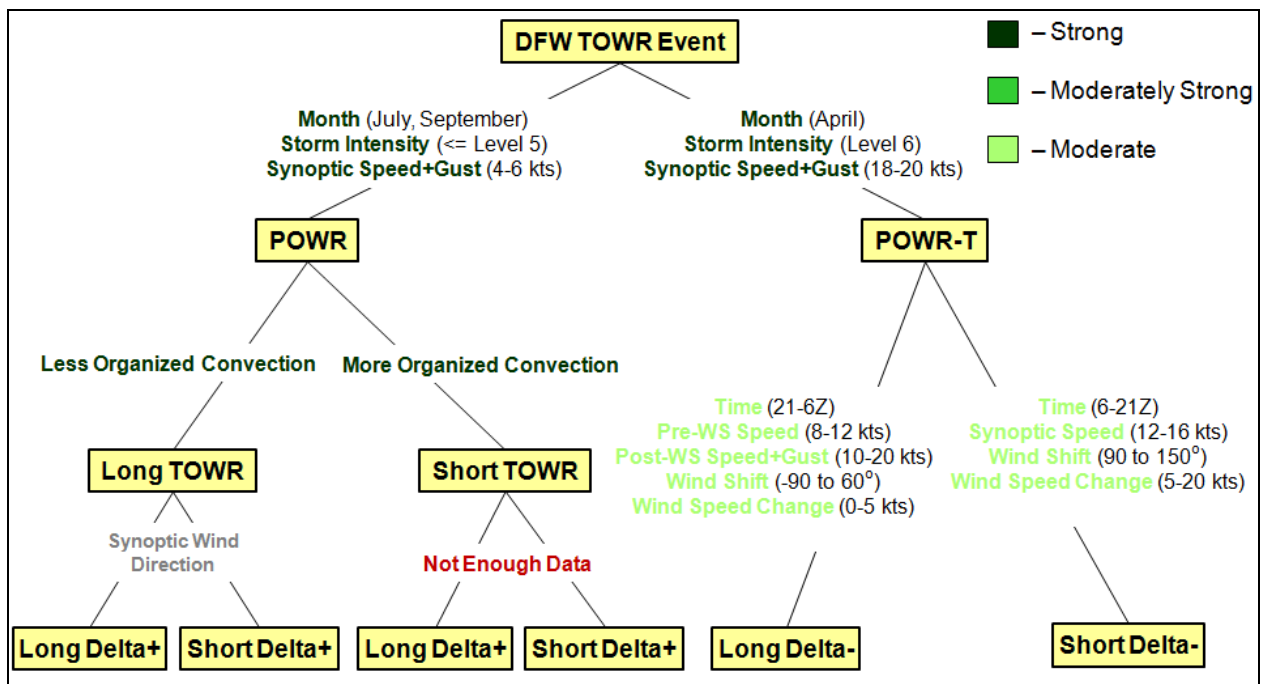 DFW TOWR Event
– Strong
– Moderately Strong
– Moderate
Month (July, September)
Storm Intensity (<= Level 5)
Synoptic Speed+Gust (4-6 kts)
Month (April)
Storm Intensity (Level 6)
Synoptic Speed+Gust (18-20 kts)
POWR
POWR-T
Less Organized Convection
More Organized Convection
Time (21-6Z)
Pre-WS Speed (8-12 kts)
Post-WS Speed+Gust (10-20 kts)
Wind Shift (-90 to 60°)
Wind Speed Change (0-5 kts)
Time (6-21Z)
Synoptic Speed (12-16 kts)
Wind Shift (90 to 150°)
Wind Speed Change (5-20 kts)
Long TOWR
Short TOWR
Synoptic Wind
Direction
Not Enough Data
Long Delta+
Short Delta+
Long Delta+
Short Delta+
Long Delta-
Short Delta-